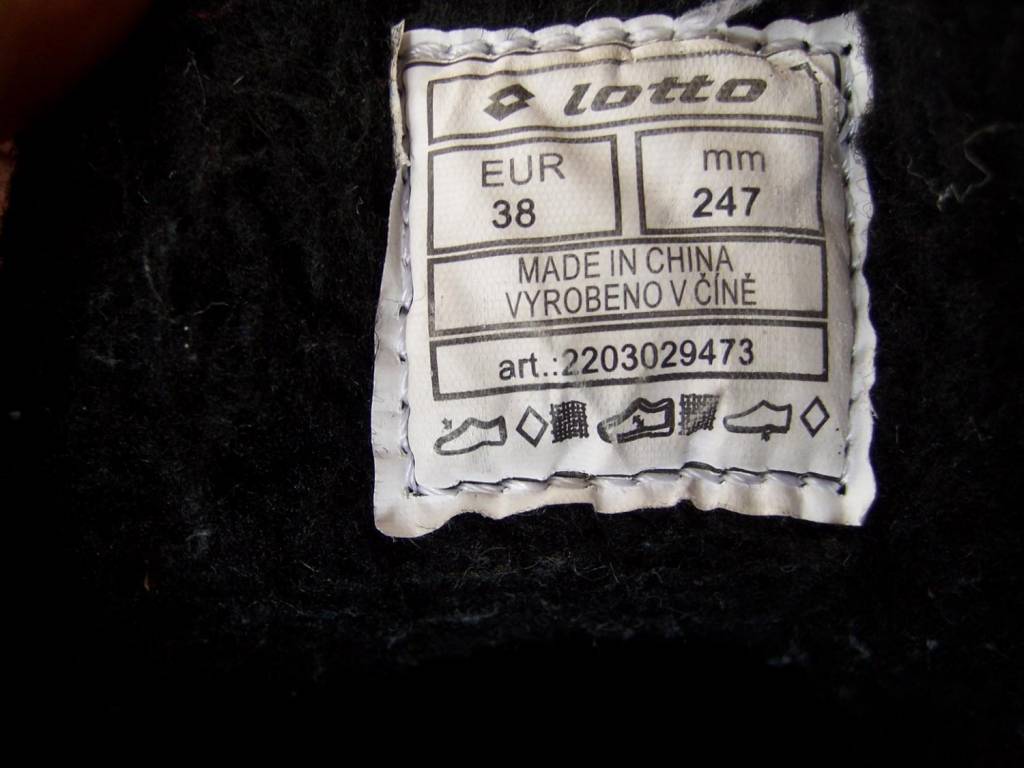 lotto
EUR
38
mm
247
MADE IN CHINA
VYROBENO V ČÍNĚ
art.:2203029473